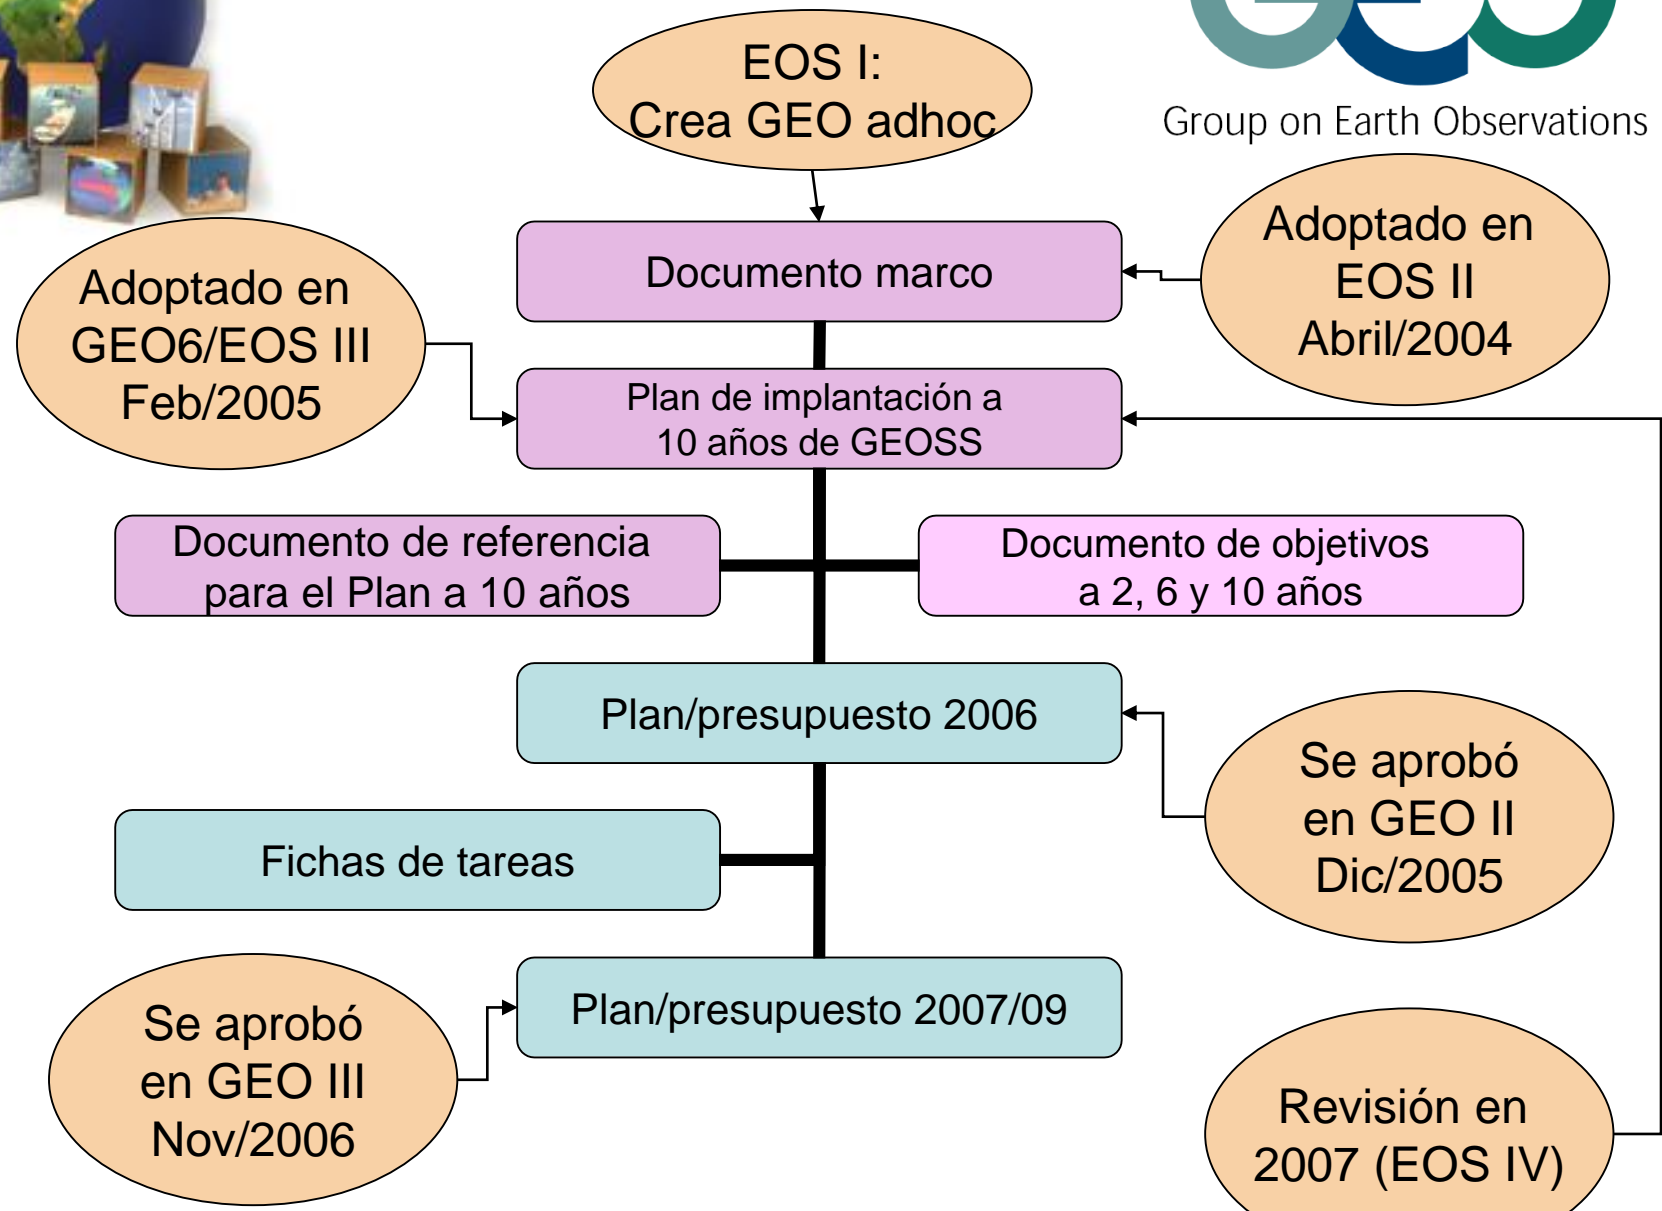 GEO
Group on Earth Observations
EOS I:
Crea GEO adhoc
Documento marco
Adoptado en
EOS II
Abril/2004
Adoptado en
GEO6/EOS III
Feb/2005
Plan de implantación a
10 años de GEOSS
Documento de referencia
para el Plan a 10 años
Documento de objetivos
a 2, 6 y 10 años
Plan/presupuesto 2006
Se aprobó
en GEO II
Dic/2005
Fichas de tareas
Plan/presupuesto 2007/09
Se aprobó
en GEO III
Nov/2006
Revisión en
2007 (EOS IV)